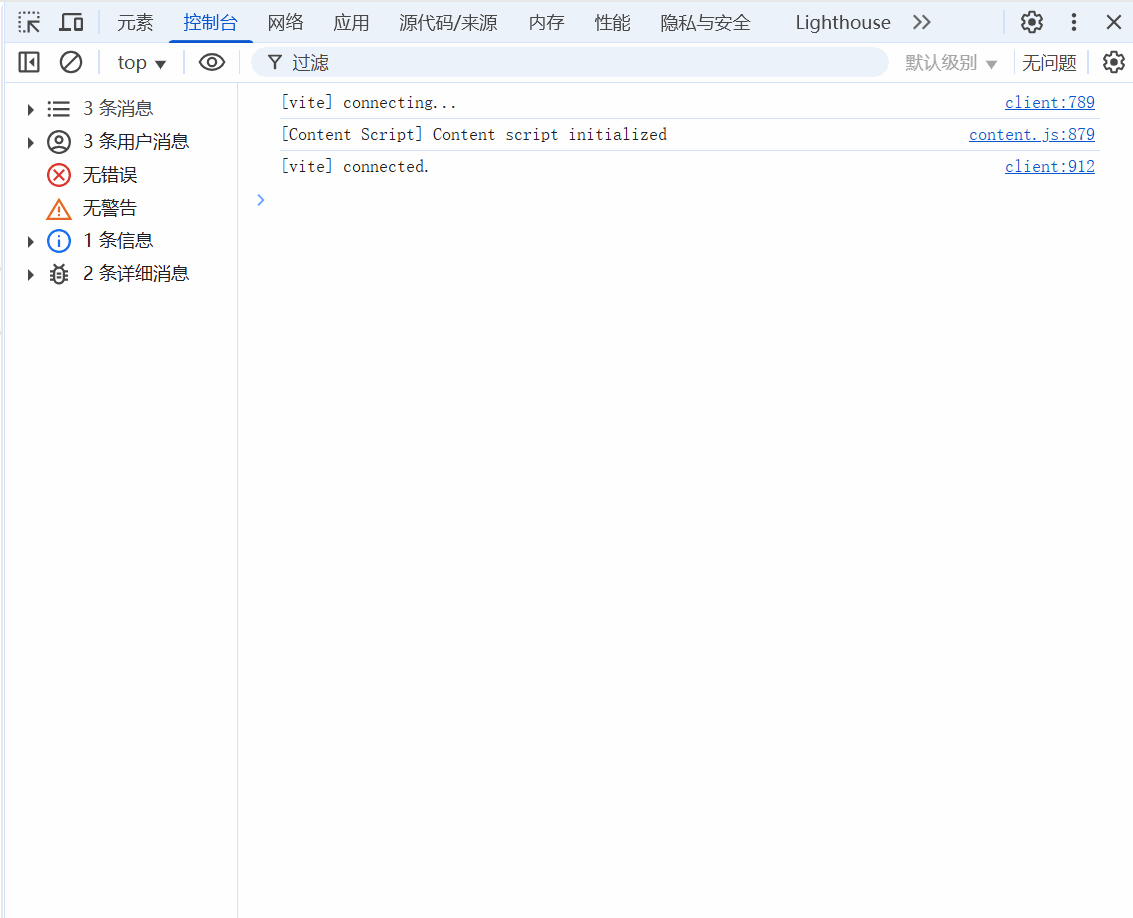 元素 控制台 网络 应用 源代码/来源 内存 性能 隐私与安全 Lighthouse
top 过滤 默认级别 无问题
3 条消息
3 条用户消息
无错误
无警告
1 条信息
2 条详细消息
[vite] connecting... client:789
[Content Script] Content script initialized content.js:879
[vite] connected. client:912